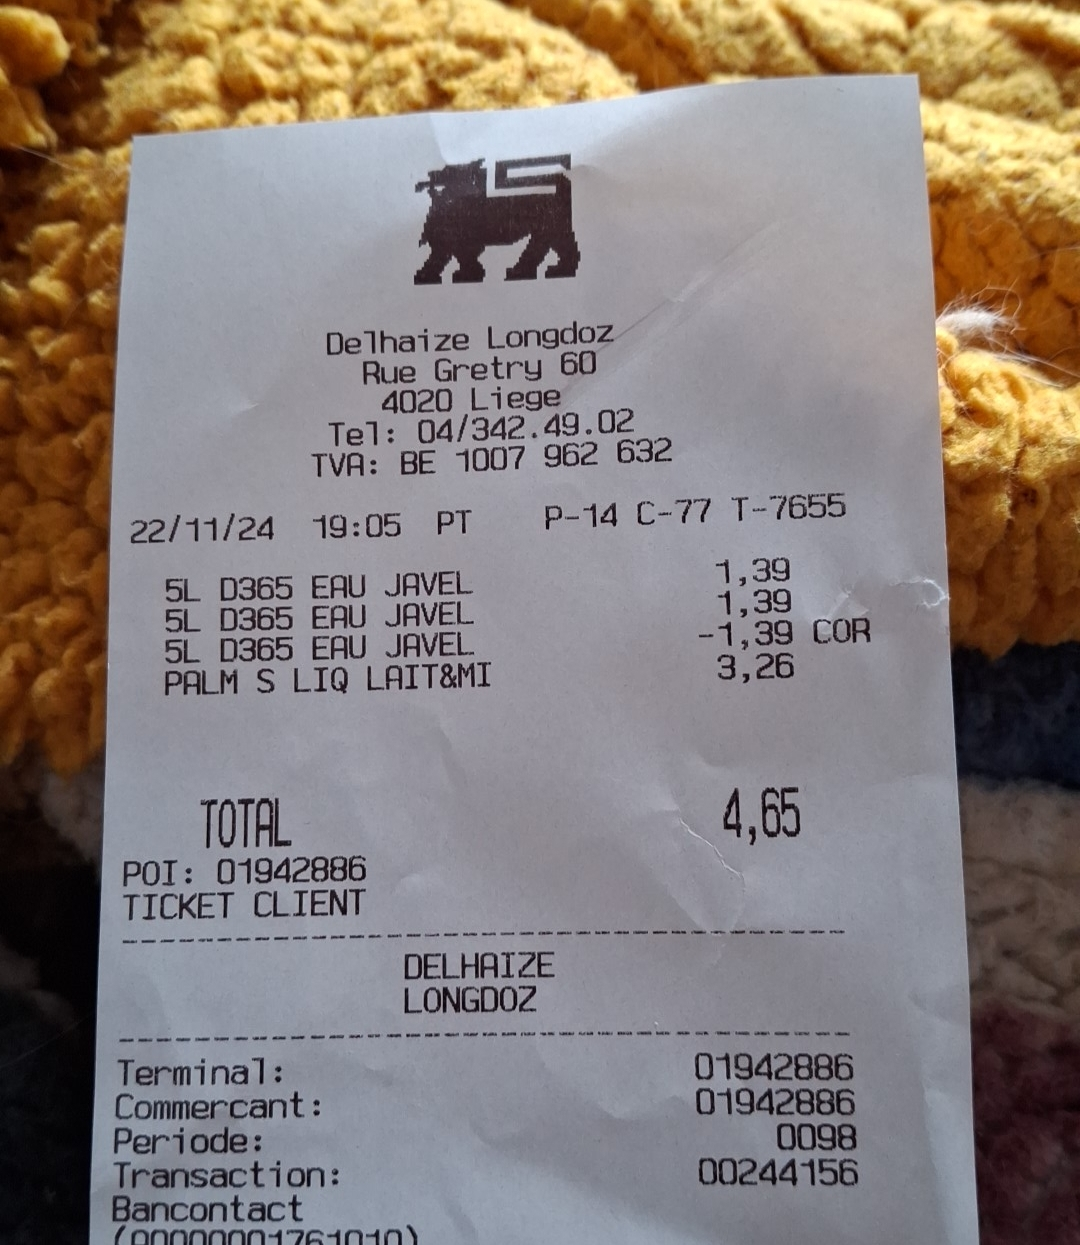 Delhaize Longdoz
Rue Gretry 60
4020 Liege
Tel: 04/342.49.02
TVA: BE 1007 962 632
22/11/24 19:05 PT P-14 C-77 T-7655
5L D365 EAU JAVEL 1,39
5L D365 EAU JAVEL 1,39
5L D365 EAU JAVEL -1,39 COR
PALM S LIQ LAIT&MI 3,26
TOTAL 4,65
POI: 01942886
TICKET CLIENT
DELHAIZE
LONGDOZ
Terminal: 01942886
Commercant: 01942886
Periode: 0098
Transaction: 00244156
Bancontact